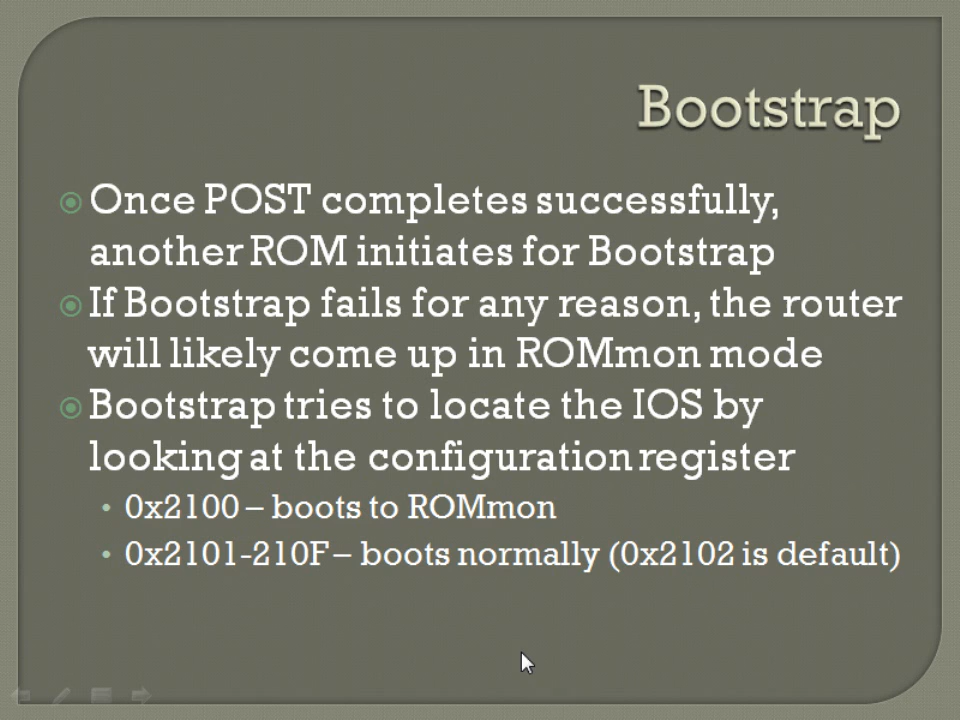 Bootstrap
Once POST completes successfully,
another ROM initiates for Bootstrap
If Bootstrap fails for any reason, the router
will likely come up in ROMmon mode
Bootstrap tries to locate the IOS by
looking at the configuration register
• 0x2100 – boots to ROMmon
• 0x2101-210F – boots normally (0x2102 is default)